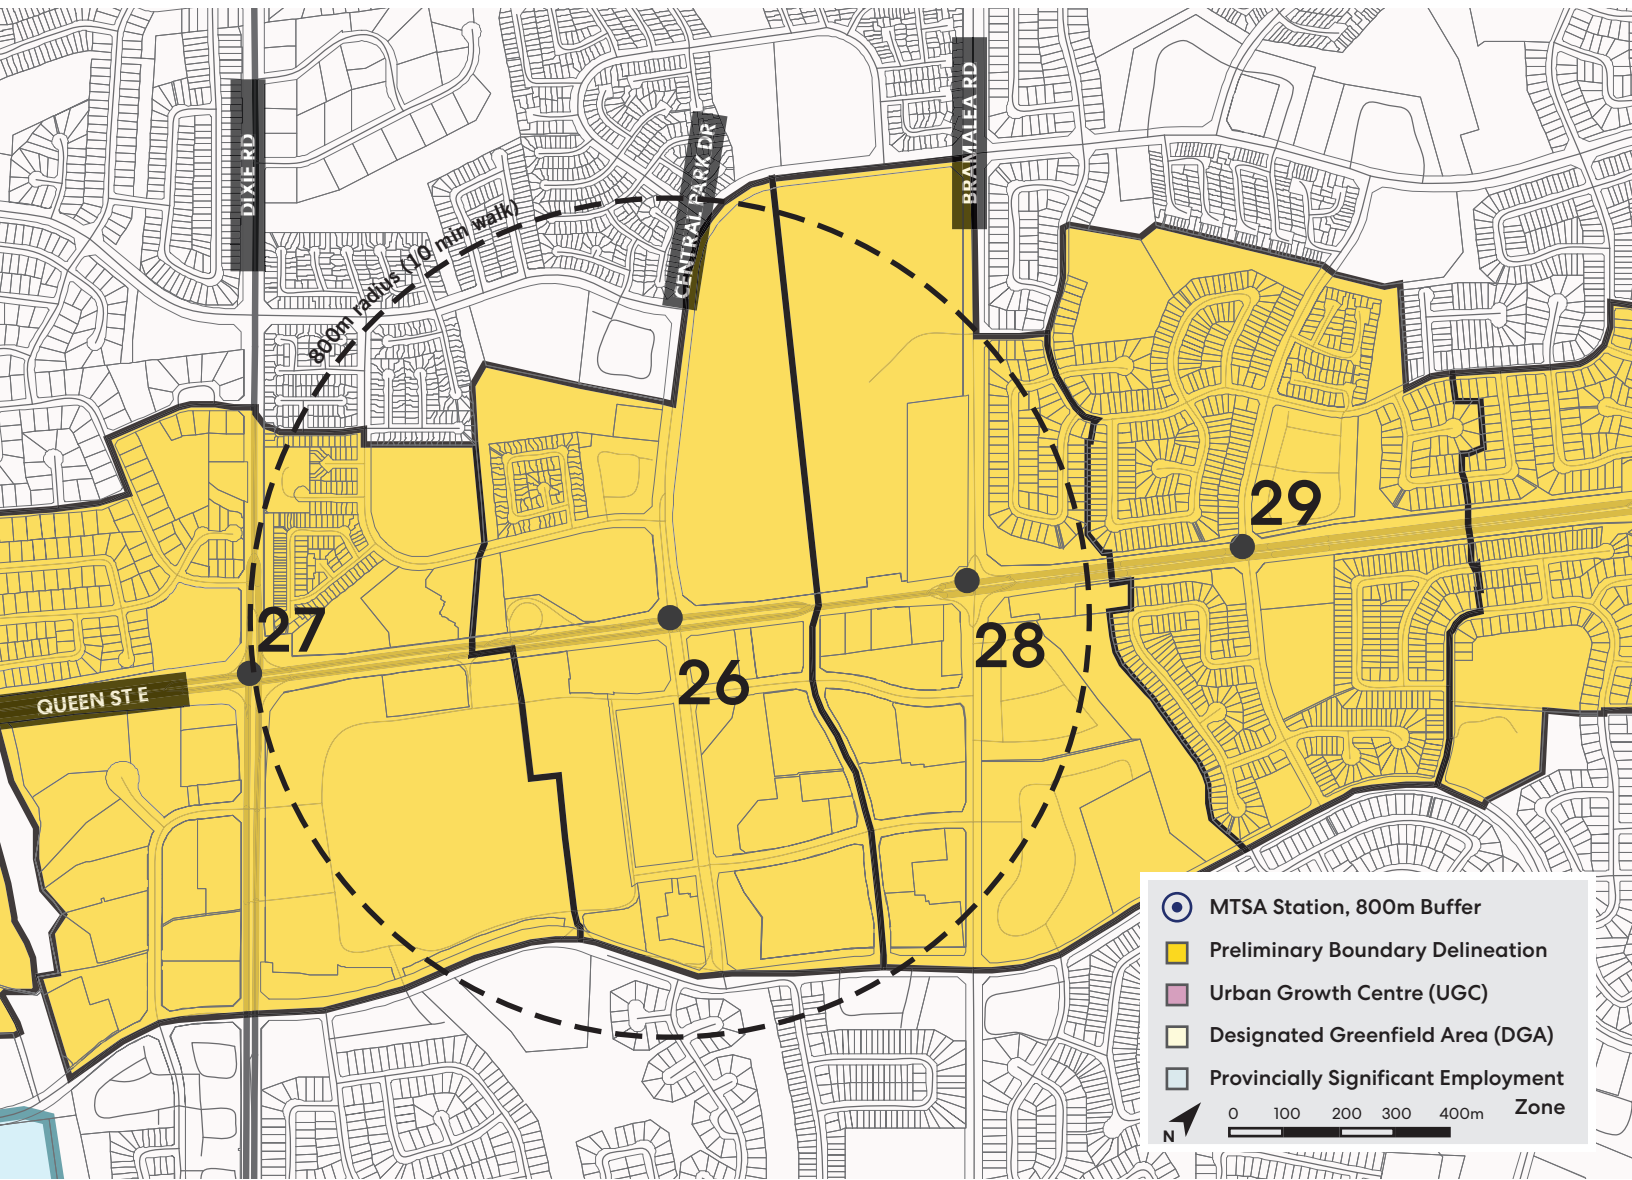 DIXIE RD
CENTRAL PARK DR
BRAMALEA RD
800m radius (10 min walk)
29
27
28
26
QUEEN ST E
MTSA Station, 800m Buffer
Preliminary Boundary Delineation
Urban Growth Centre (UGC)
Designated Greenfield Area (DGA)
Provincially Significant Employment
Zone
N
0 100 200 300 400m